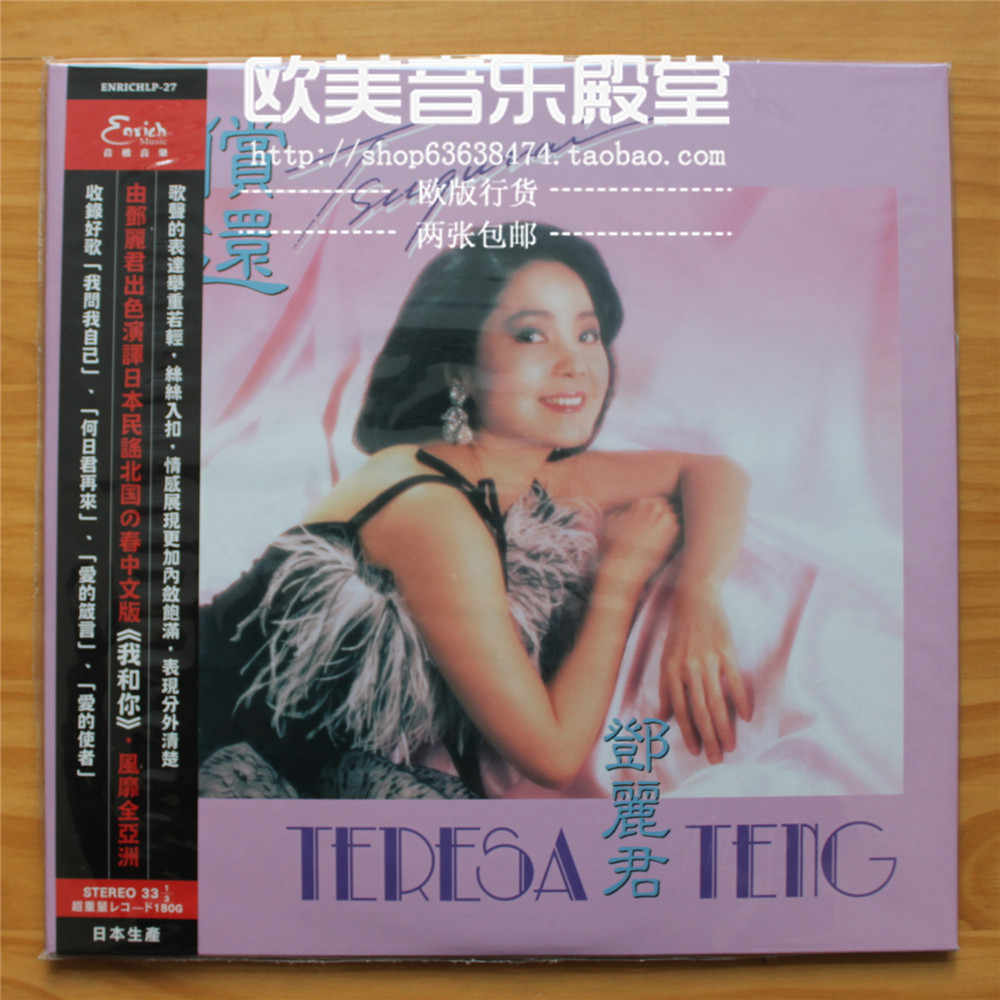 欧美音乐殿堂
http://shop63638474.taobao.com
欧版行货
两张包邮
ENRICHLP-27
Enrich
Music
歌聲的表達舉重若輕，絲絲入扣，情感展現更加內斂飽滿，表現分外清楚
由鄧麗君出色演譯日本民謠北国の春中文版《我和你》，風靡全亞洲
收錄好歌「我問我自己」、「何日君再來」、「愛的箴言」、「愛的使者」
STEREO 33 1/3
超重量レコード180G
日本生產
償還
Tsugunai
鄧麗君
TERESA TENG